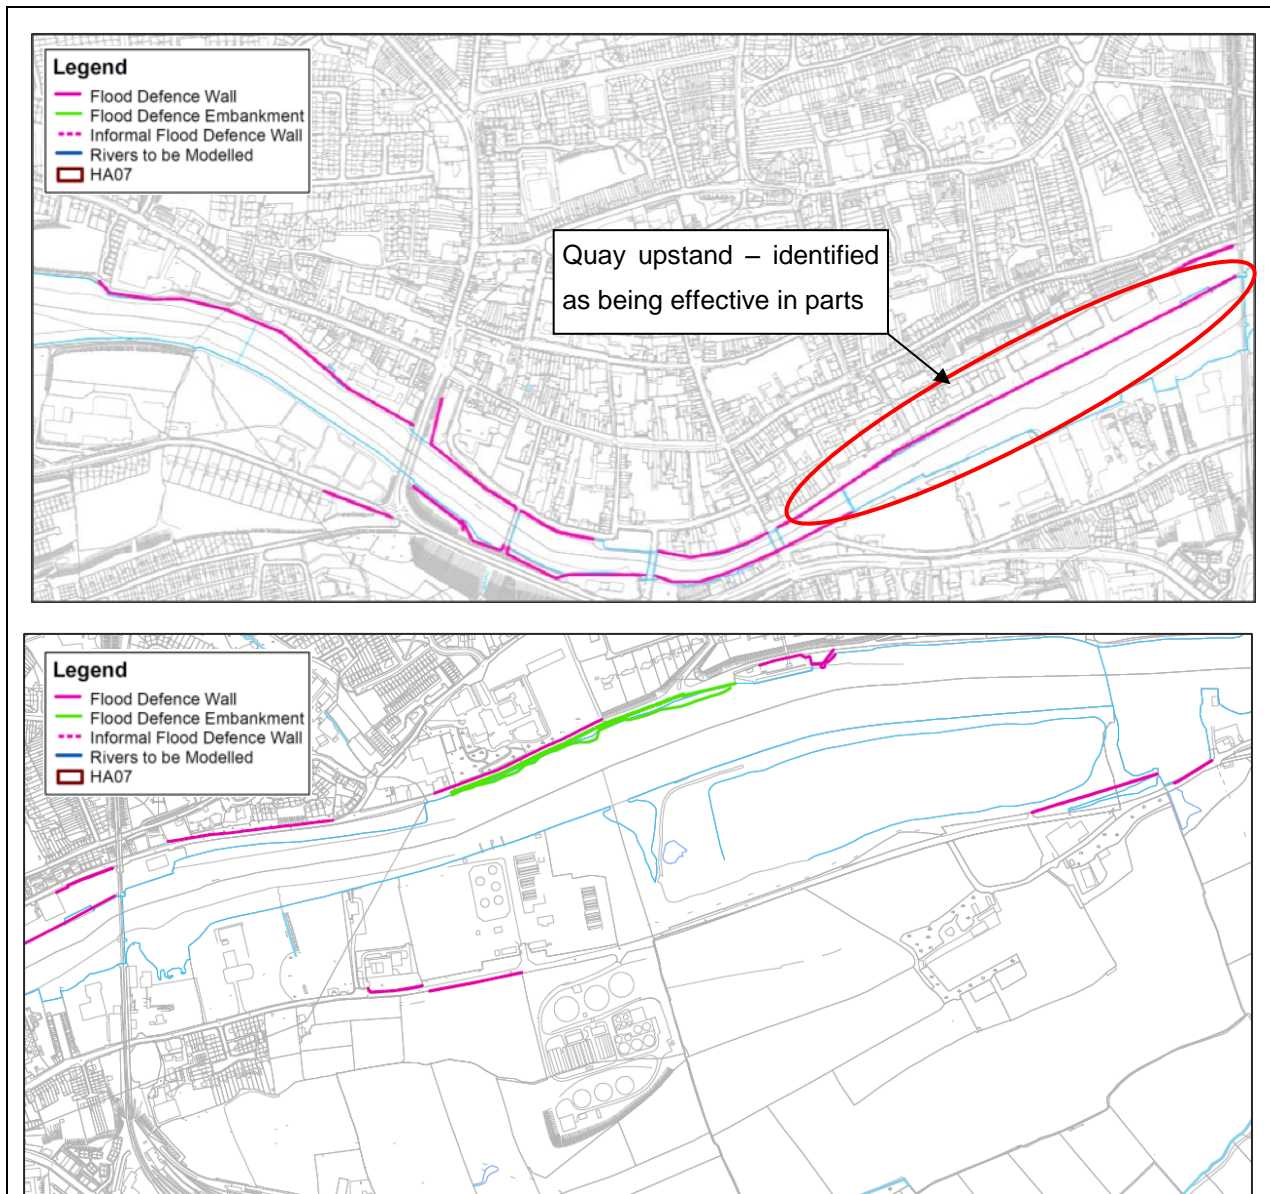 Legend
Flood Defence Wall
Flood Defence Embankment
Informal Flood Defence Wall
Rivers to be Modelled
HA07
Quay upstand – identified
as being effective in parts
Legend
Flood Defence Wall
Flood Defence Embankment
Informal Flood Defence Wall
Rivers to be Modelled
HA07